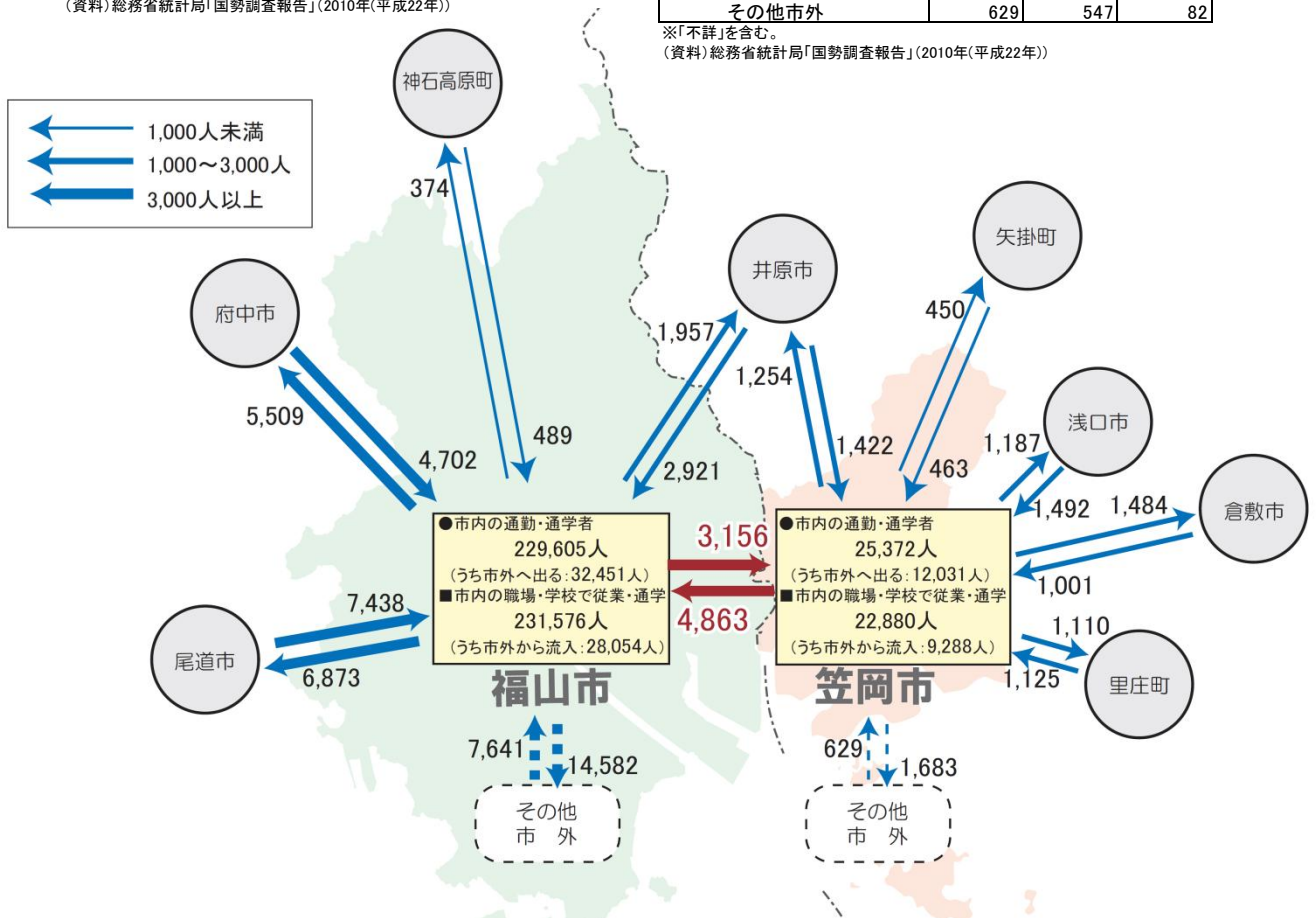 (資料)総務省統計局「国勢調査報告」(2010年(平成22年))
その他市外 629 547 82
※「不詳」を含む。
(資料)総務省統計局「国勢調査報告」(2010年(平成22年))
1,000人未満
1,000～3,000人
3,000人以上
神石高原町
374
489
府中市
5,509
4,702
井原市
1,957
2,921
1,254
1,422
矢掛町
450
463
浅口市
1,187
1,492
倉敷市
1,484
1,001
里庄町
1,110
1,125
尾道市
7,438
6,873
●市内の通勤・通学者
229,605人
(うち市外へ出る:32,451人)
■市内の職場・学校で従業・通学
231,576人
(うち市外から流入:28,054人)
福山市
3,156
4,863
●市内の通勤・通学者
25,372人
(うち市外へ出る:12,031人)
■市内の職場・学校で従業・通学
22,880人
(うち市外から流入:9,288人)
笠岡市
7,641
14,582
その他
市 外
629
1,683
その他
市 外